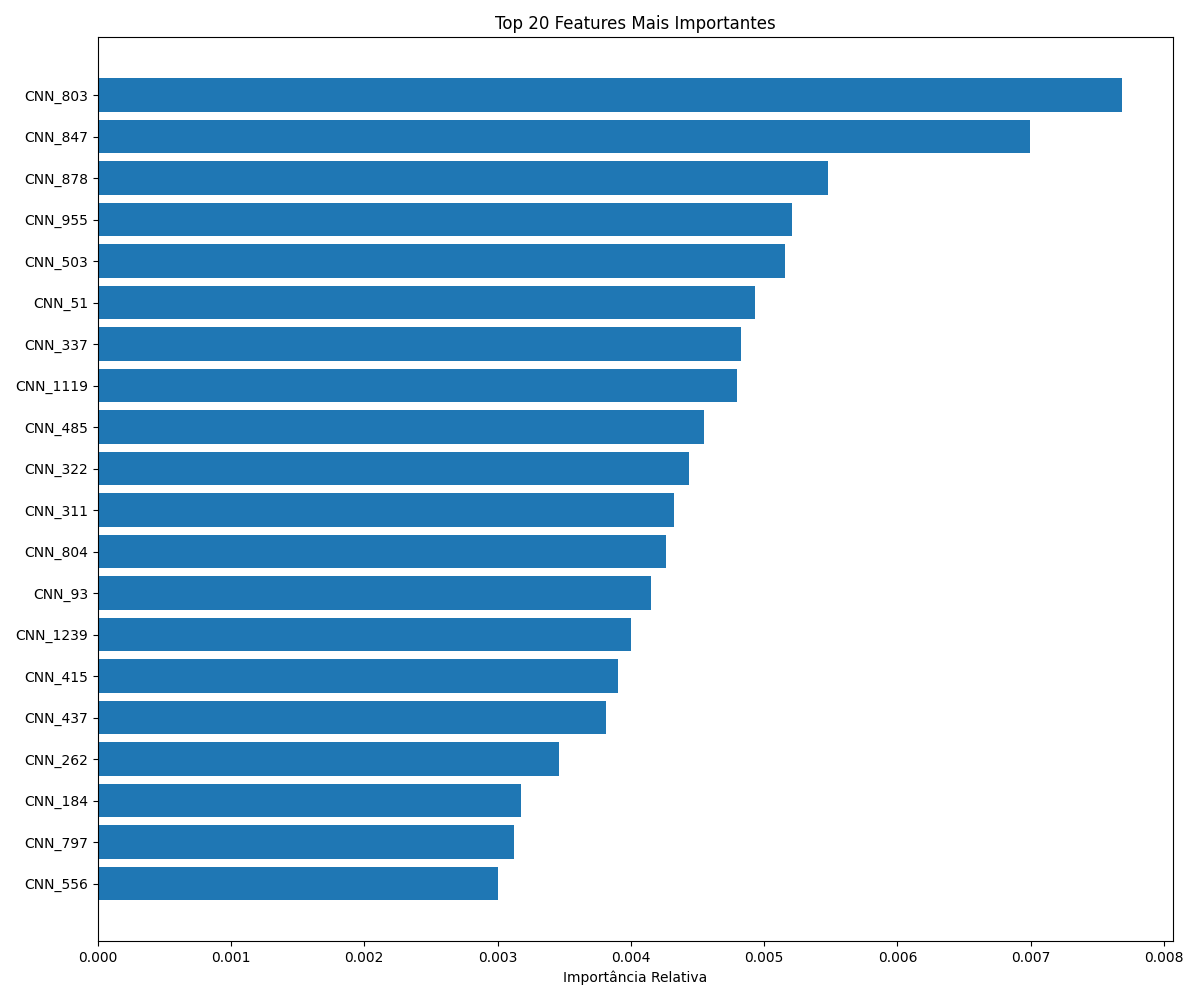 Top 20 Features Mais Importantes
CNN_803
CNN_847
CNN_878
CNN_955
CNN_503
CNN_51
CNN_337
CNN_1119
CNN_485
CNN_322
CNN_311
CNN_804
CNN_93
CNN_1239
CNN_415
CNN_437
CNN_262
CNN_184
CNN_797
CNN_556
0.000 0.001 0.002 0.003 0.004 0.005 0.006 0.007 0.008
Importância Relativa